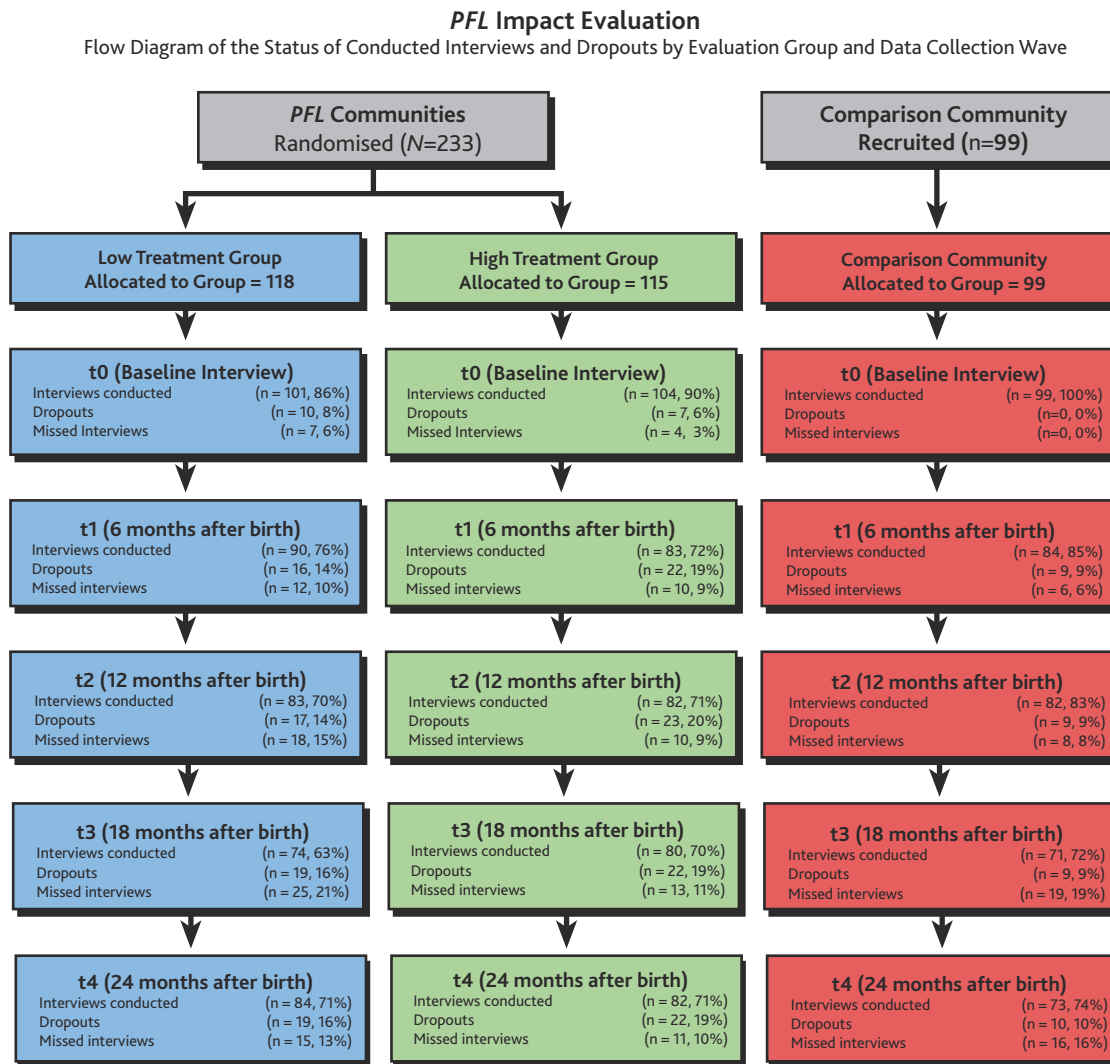 PFL Impact Evaluation
Flow Diagram of the Status of Conducted Interviews and Dropouts by Evaluation Group and Data Collection Wave
PFL Communities
Randomised (N=233)
Comparison Community
Recruited (n=99)
Low Treatment Group
Allocated to Group = 118
High Treatment Group
Allocated to Group = 115
Comparison Community
Allocated to Group = 99
t0 (Baseline Interview)
Interviews conducted (n = 101, 86%)
Dropouts (n = 10, 8%)
Missed Interviews (n = 7, 6%)
t0 (Baseline Interview)
Interviews conducted (n = 104, 90%)
Dropouts (n = 7, 6%)
Missed Interviews (n = 4, 3%)
t0 (Baseline Interview)
Interviews conducted (n = 99, 100%)
Dropouts (n=0, 0%)
Missed interviews (n=0, 0%)
t1 (6 months after birth)
Interviews conducted (n = 90, 76%)
Dropouts (n = 16, 14%)
Missed interviews (n = 12, 10%)
t1 (6 months after birth)
Interviews conducted (n = 83, 72%)
Dropouts (n = 22, 19%)
Missed interviews (n = 10, 9%)
t1 (6 months after birth)
Interviews conducted (n = 84, 85%)
Dropouts (n = 9, 9%)
Missed interviews (n = 6, 6%)
t2 (12 months after birth)
Interviews conducted (n = 83, 70%)
Dropouts (n = 17, 14%)
Missed interviews (n = 18, 15%)
t2 (12 months after birth)
Interviews conducted (n = 82, 71%)
Dropouts (n = 23, 20%)
Missed interviews (n = 10, 9%)
t2 (12 months after birth)
Interviews conducted (n = 82, 83%)
Dropouts (n = 9, 9%)
Missed interviews (n = 8, 8%)
t3 (18 months after birth)
Interviews conducted (n = 74, 63%)
Dropouts (n = 19, 16%)
Missed interviews (n = 25, 21%)
t3 (18 months after birth)
Interviews conducted (n = 80, 70%)
Dropouts (n = 22, 19%)
Missed interviews (n = 13, 11%)
t3 (18 months after birth)
Interviews conducted (n = 71, 72%)
Dropouts (n = 9, 9%)
Missed interviews (n = 19, 19%)
t4 (24 months after birth)
Interviews conducted (n = 84, 71%)
Dropouts (n = 19, 16%)
Missed interviews (n = 15, 13%)
t4 (24 months after birth)
Interviews conducted (n = 82, 71%)
Dropouts (n = 22, 19%)
Missed interviews (n = 11, 10%)
t4 (24 months after birth)
Interviews conducted (n = 73, 74%)
Dropouts (n = 10, 10%)
Missed interviews (n = 16, 16%)